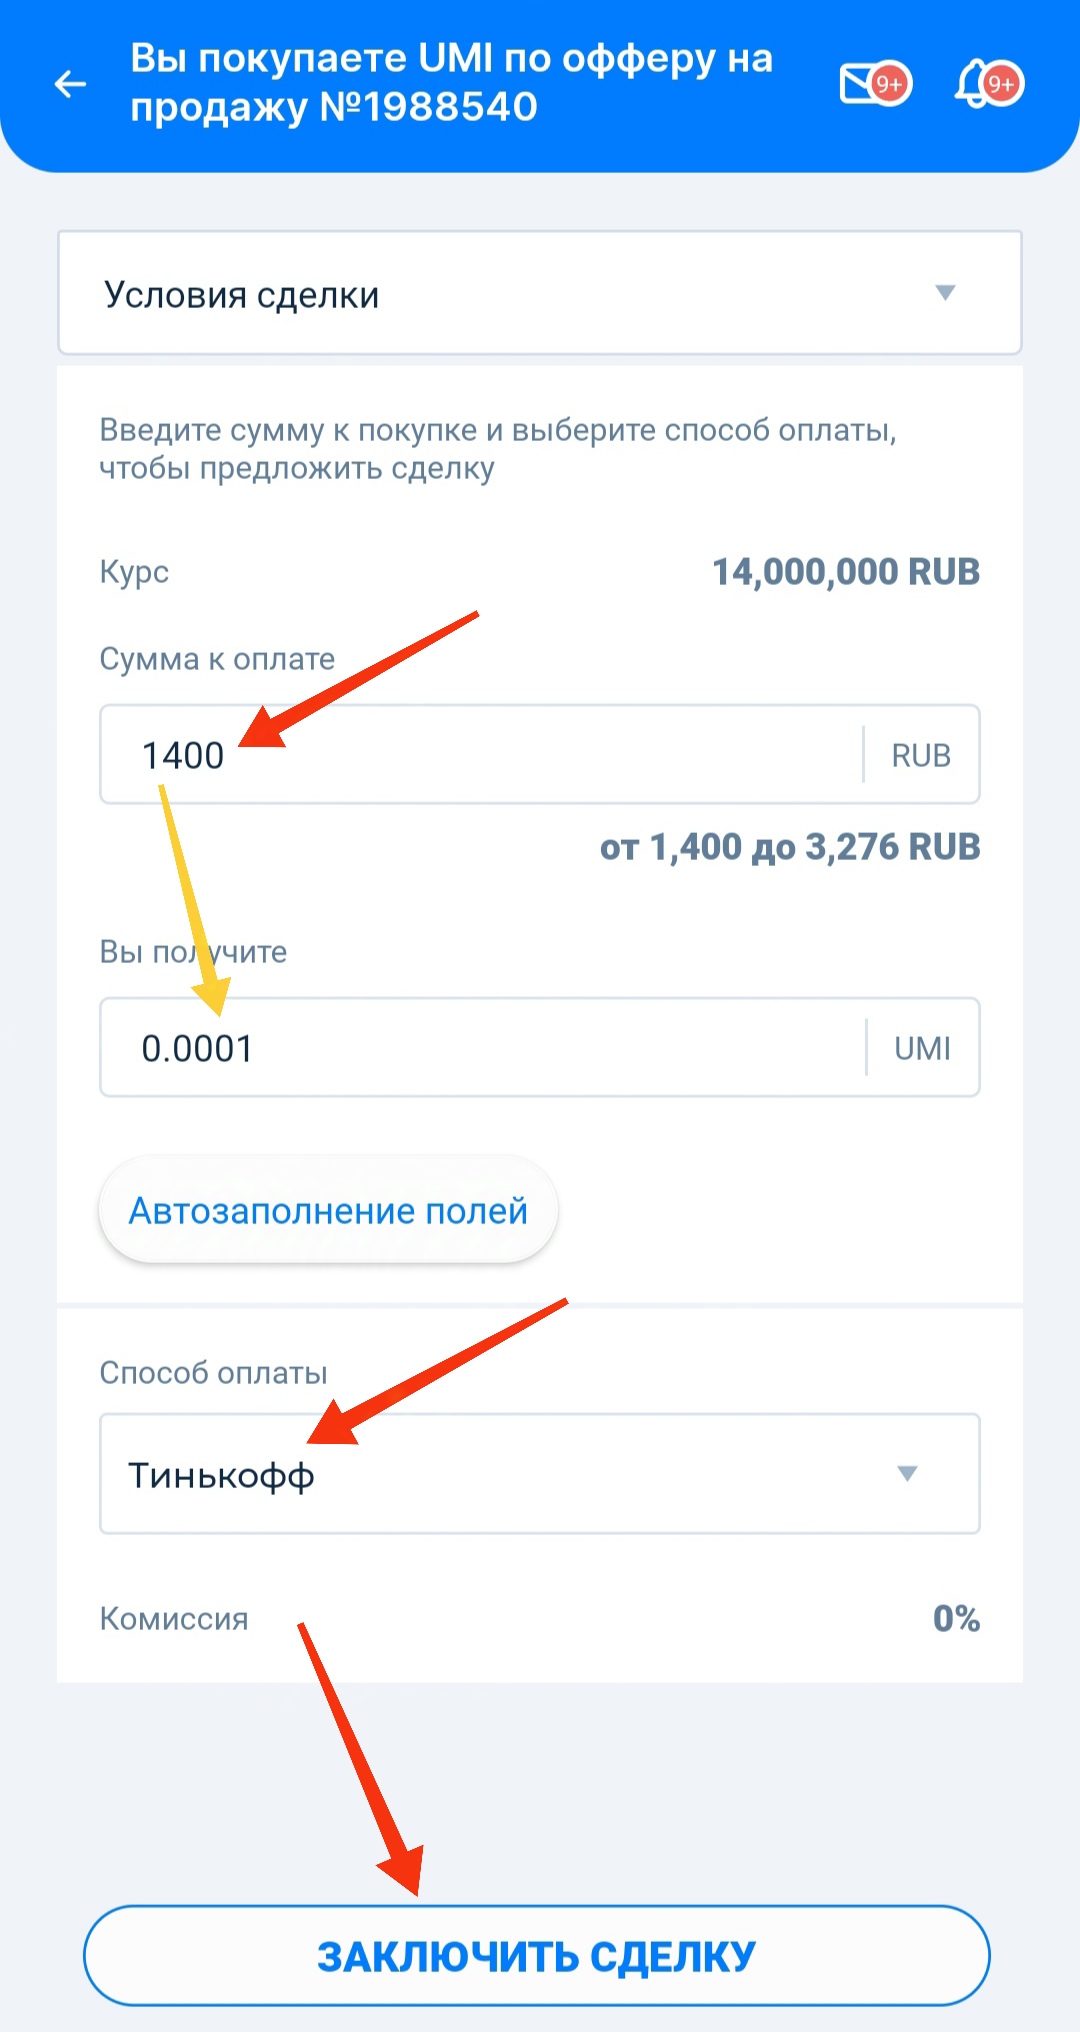 Вы покупаете UMI по офферу на
продажу №1988540
9+
9+
Условия сделки
Введите сумму к покупке и выберите способ оплаты,
чтобы предложить сделку
Курс
14,000,000 RUB
Сумма к оплате
1400
RUB
от 1,400 до 3,276 RUB
Вы получите
0.0001
UMI
Автозаполнение полей
Способ оплаты
Тинькофф
Комиссия
0%
ЗАКЛЮЧИТЬ СДЕЛКУ